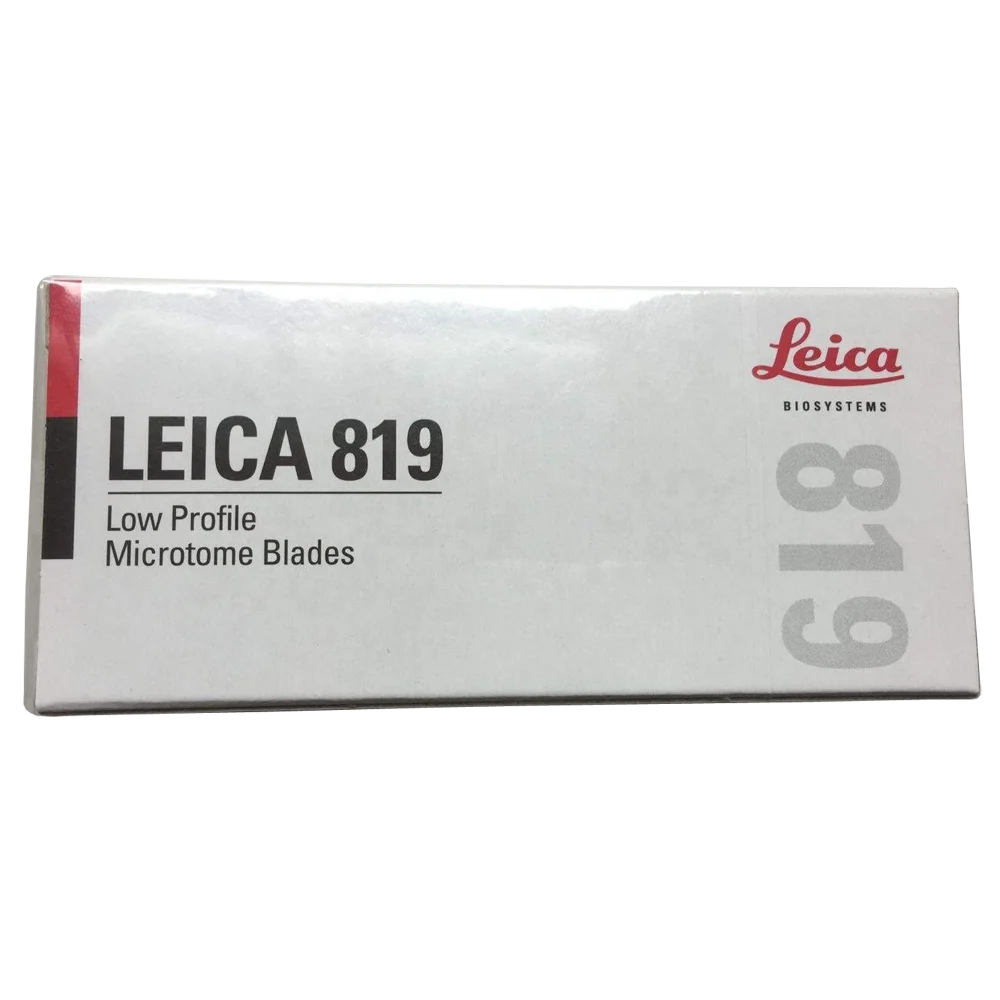 Leica
BIOSYSTEMS
LEICA 819
Low Profile
Microtome Blades
819